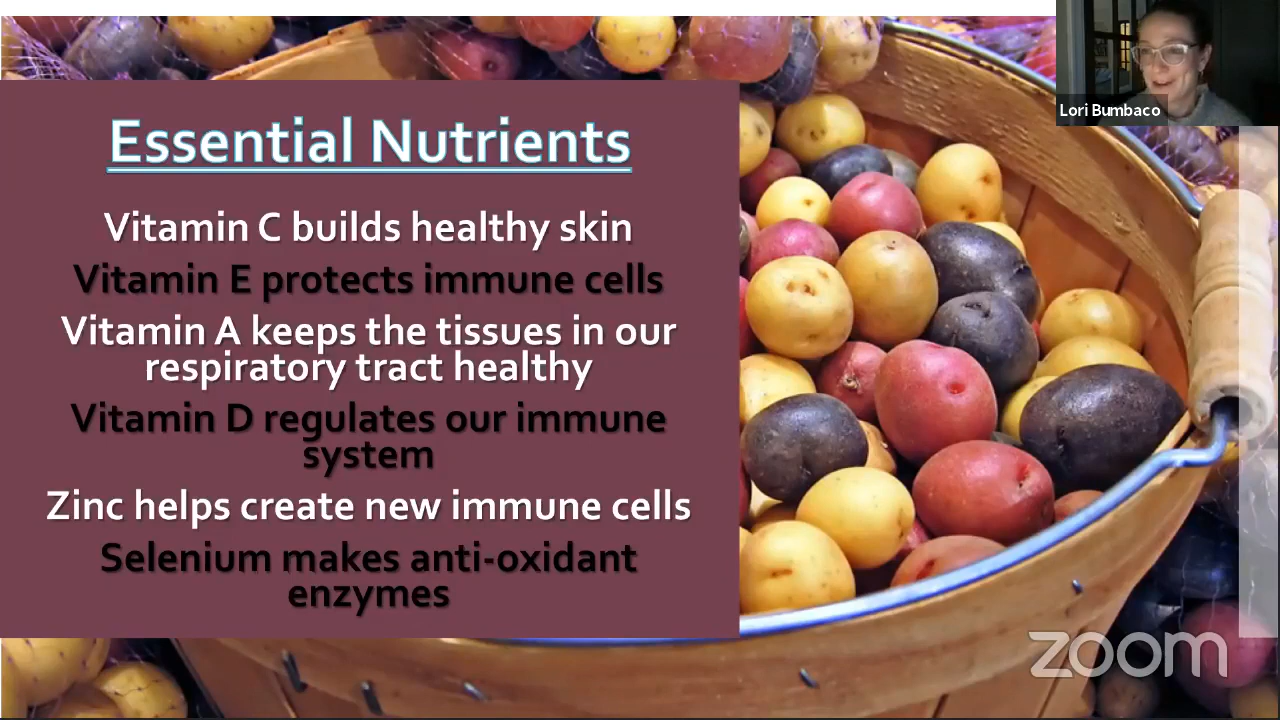 Lori Bumbaco
Essential Nutrients
Vitamin C builds healthy skin
Vitamin E protects immune cells
Vitamin A keeps the tissues in our
respiratory tract healthy
Vitamin D regulates our immune
system
Zinc helps create new immune cells
Selenium makes anti-oxidant
enzymes
zoom